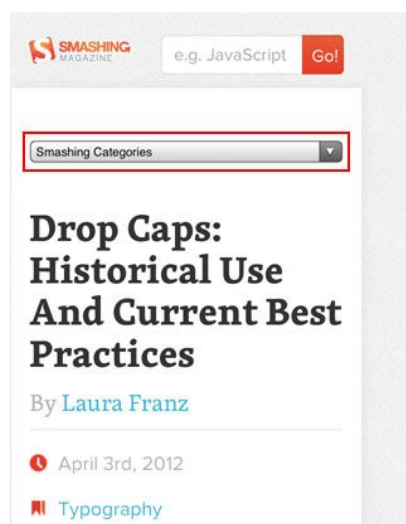 SMASHING
MAGAZINE
e.g. JavaScript
Go!
Smashing Categories
Drop Caps:
Historical Use
And Current Best
Practices
By Laura Franz
April 3rd, 2012
Typography